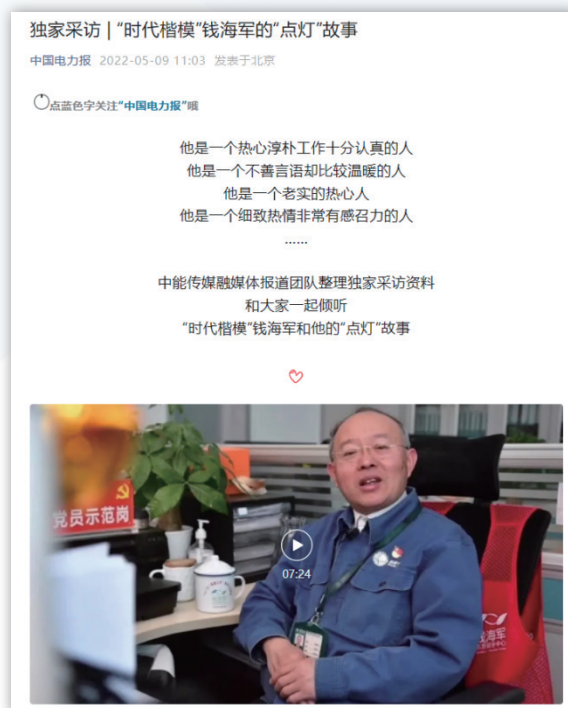 独家采访 | “时代楷模”钱海军的“点灯”故事
中国电力报 2022-05-09 11:03 发表于北京
点蓝色字关注“中国电力报”哦
他是一个热心淳朴工作十分认真的人
他是一个不善言语却比较温暖的人
他是一个老实的热心人
他是一个细致热情非常有感召力的人
……
中能传媒融媒体报道团队整理独家采访资料
和大家一起倾听
“时代楷模”钱海军和他的“点灯”故事
党员示范岗
07:24
海军